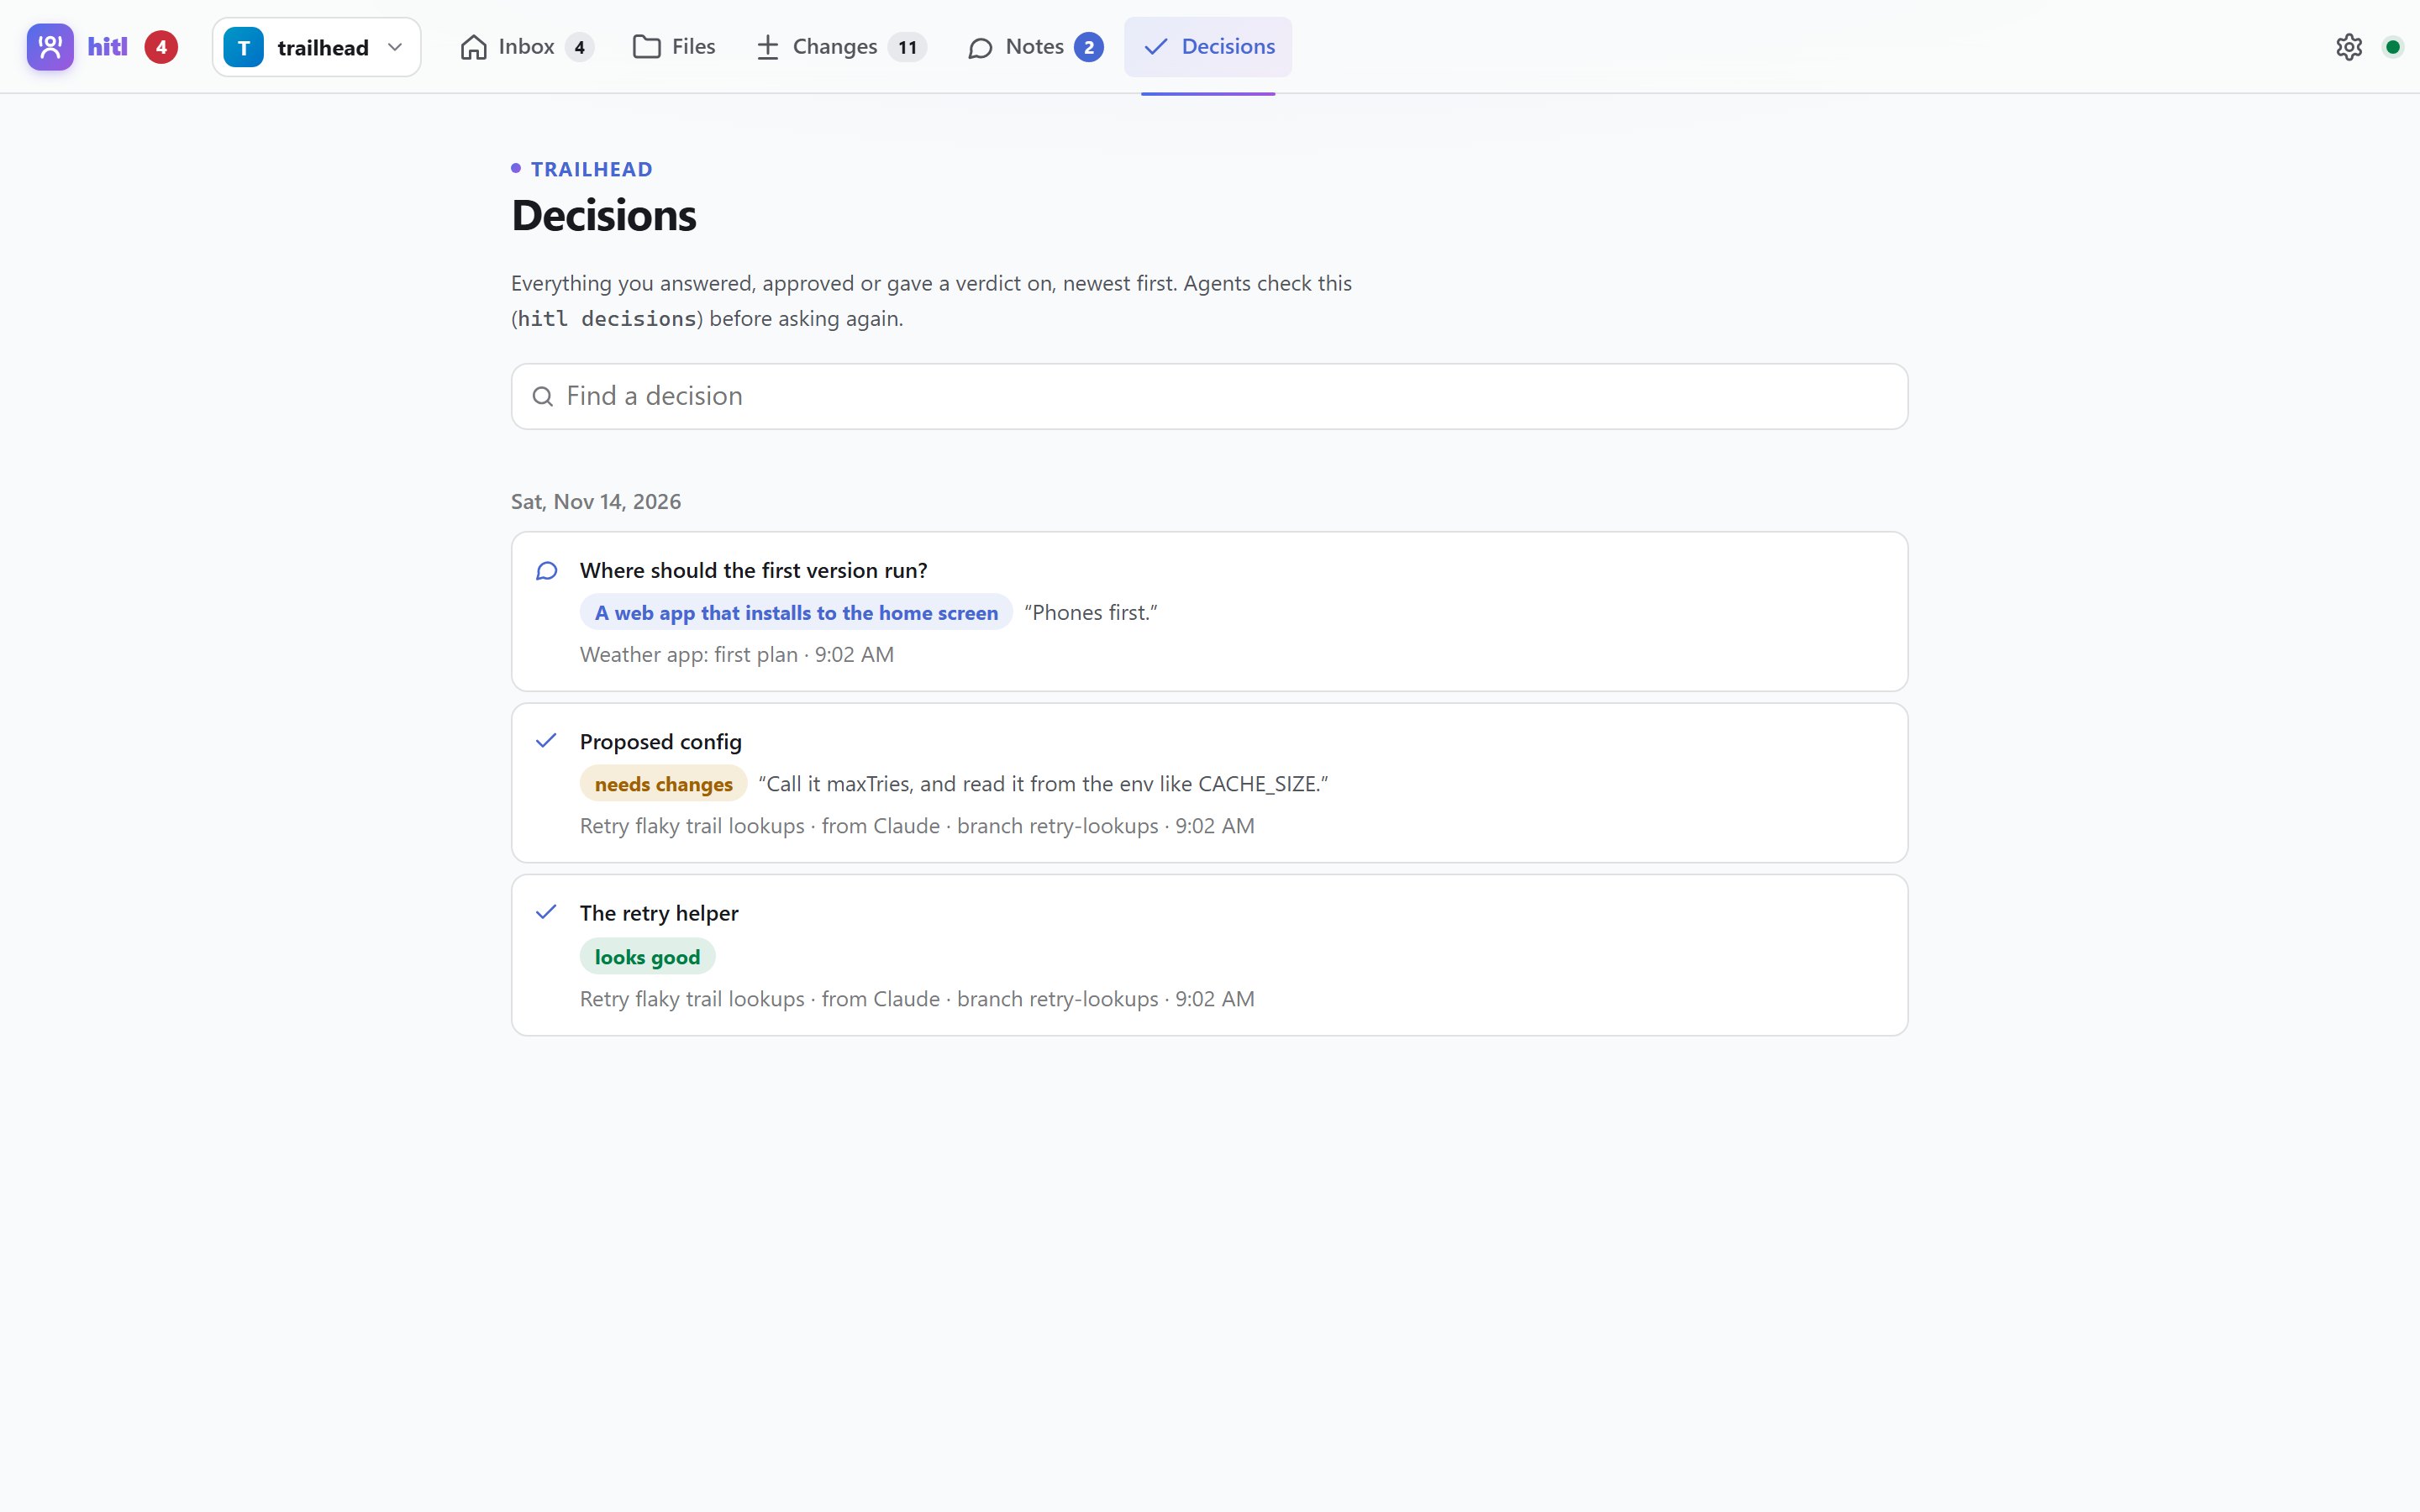 hitl 4 T trailhead Inbox 4 Files Changes 11 Notes 2 Decisions
TRAILHEAD
Decisions
Everything you answered, approved or gave a verdict on, newest first. Agents check this
(hitl decisions) before asking again.
Find a decision
Sat, Nov 14, 2026
Where should the first version run?
A web app that installs to the home screen “Phones first.”
Weather app: first plan · 9:02 AM
Proposed config
needs changes “Call it maxTries, and read it from the env like CACHE_SIZE.”
Retry flaky trail lookups · from Claude · branch retry-lookups · 9:02 AM
The retry helper
looks good
Retry flaky trail lookups · from Claude · branch retry-lookups · 9:02 AM